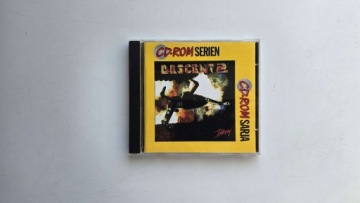 CD-ROM SERIEN
DESCENT 2
CD-ROM SARJA